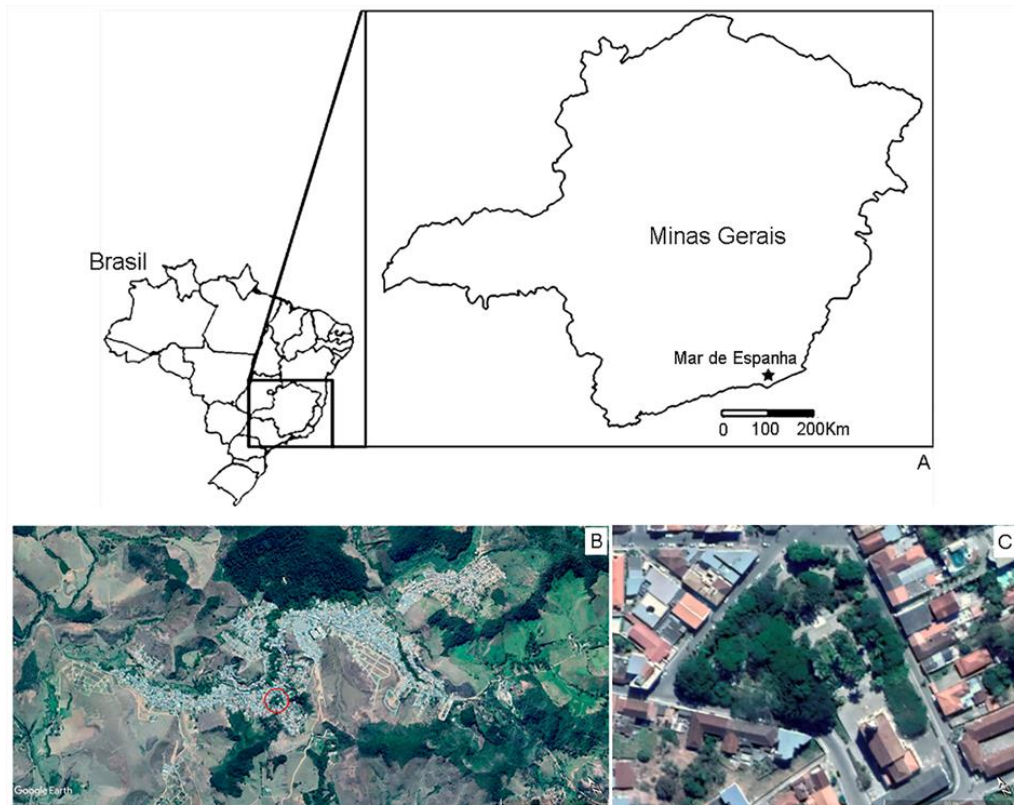 Brasil
Minas Gerais
Mar de Espanha
0 100 200Km
A
B
C
Google Earth